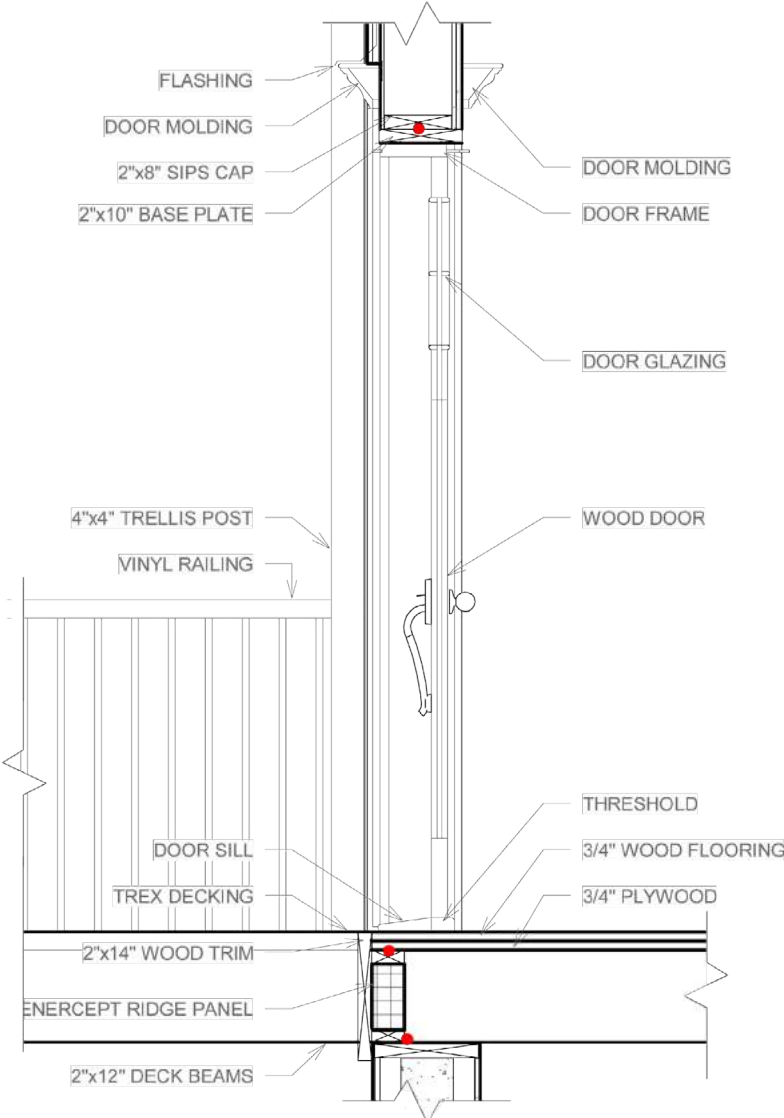 FLASHING
DOOR MOLDING
2"x8" SIPS CAP
2"x10" BASE PLATE
DOOR MOLDING
DOOR FRAME
DOOR GLAZING
4"x4" TRELLIS POST
VINYL RAILING
WOOD DOOR
THRESHOLD
DOOR SILL
3/4" WOOD FLOORING
TREX DECKING
3/4" PLYWOOD
2"x14" WOOD TRIM
ENERCEPT RIDGE PANEL
2"x12" DECK BEAMS